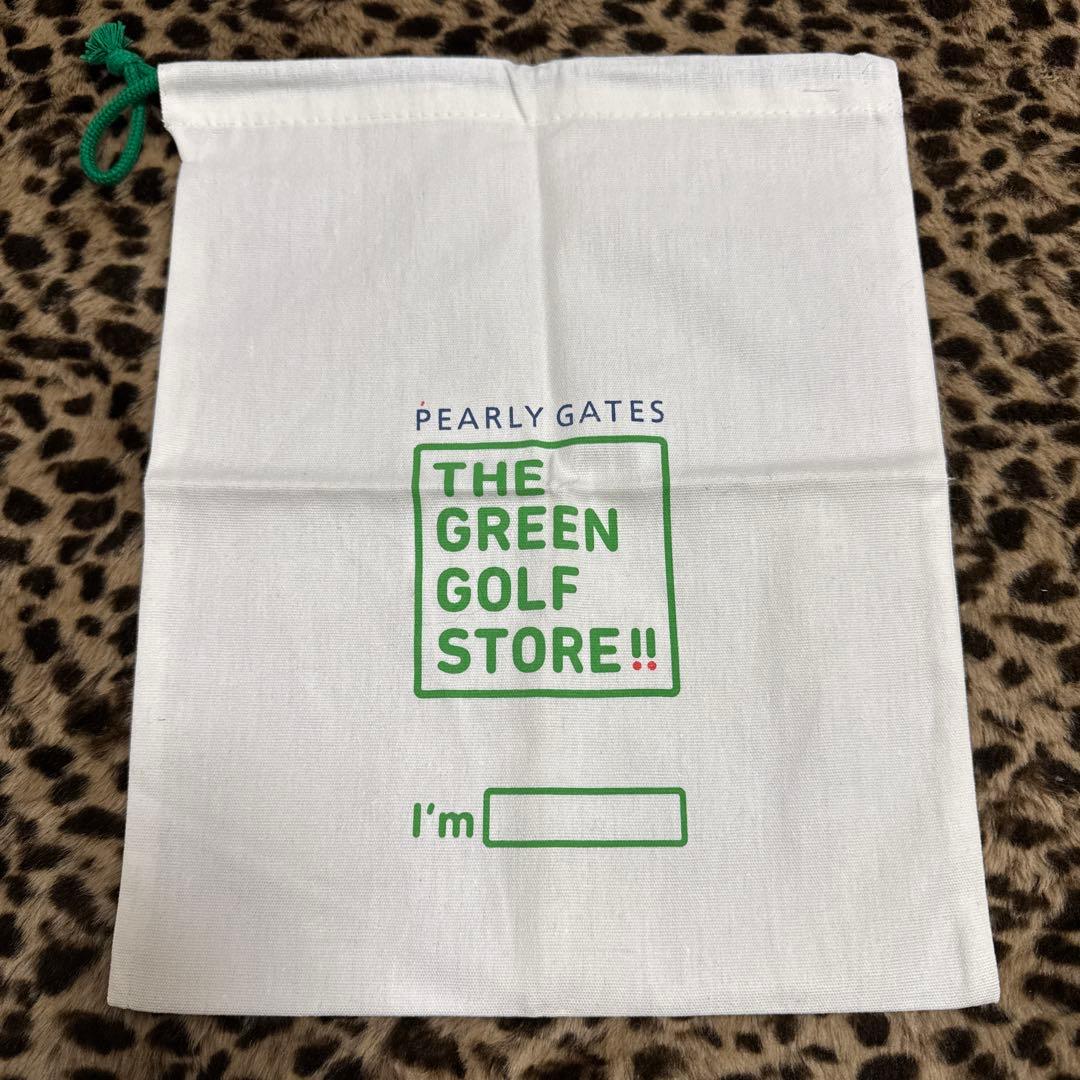 PEARLY GATES
THE
GREEN
GOLF
STORE!!
I'm